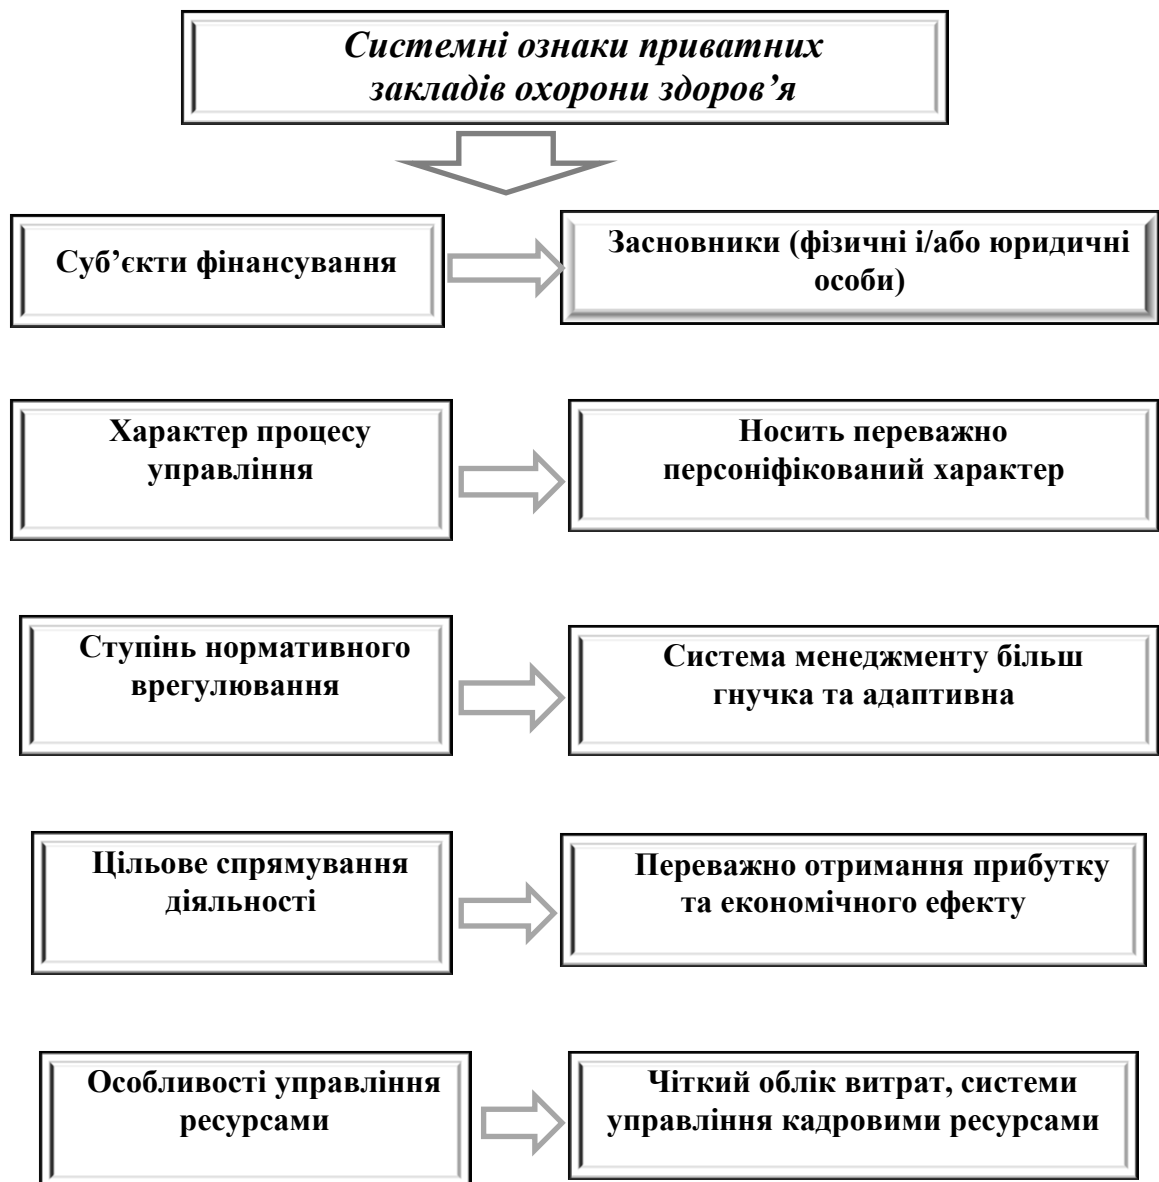 Системні ознаки приватних
закладів охорони здоров’я
Суб’єкти фінансування
Засновники (фізичні і/або юридичні
особи)
Характер процесу
управління
Носить переважно
персоніфікований характер
Ступінь нормативного
врегулювання
Система менеджменту більш
гнучка та адаптивна
Цільове спрямування
діяльності
Переважно отримання прибутку
та економічного ефекту
Особливості управління
ресурсами
Чіткий облік витрат, системи
управління кадровими ресурсами